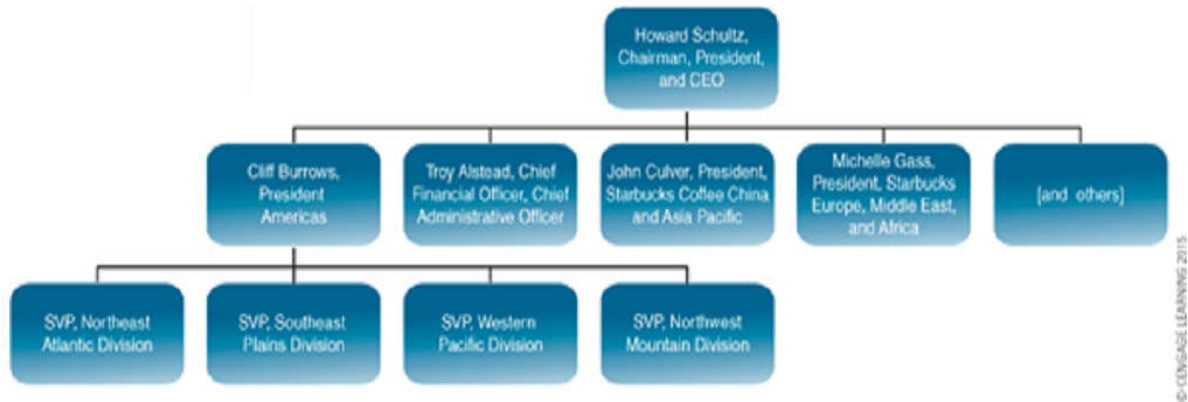 Howard Schultz,
Chairman, President,
and CEO
Cliff Burrows,
President
Americas
Troy Alstead, Chief
Financial Officer, Chief
Administrative Officer
John Culver, President,
Starbucks Coffee China
and Asia Pacific
Michelle Gass,
President, Starbucks
Europe, Middle East,
and Africa
[and others]
SVP, Northeast
Atlantic Division
SVP, Southeast
Plains Division
SVP, Western
Pacific Division
SVP, Northwest
Mountain Division
© CENGAGE LEARNING 2015